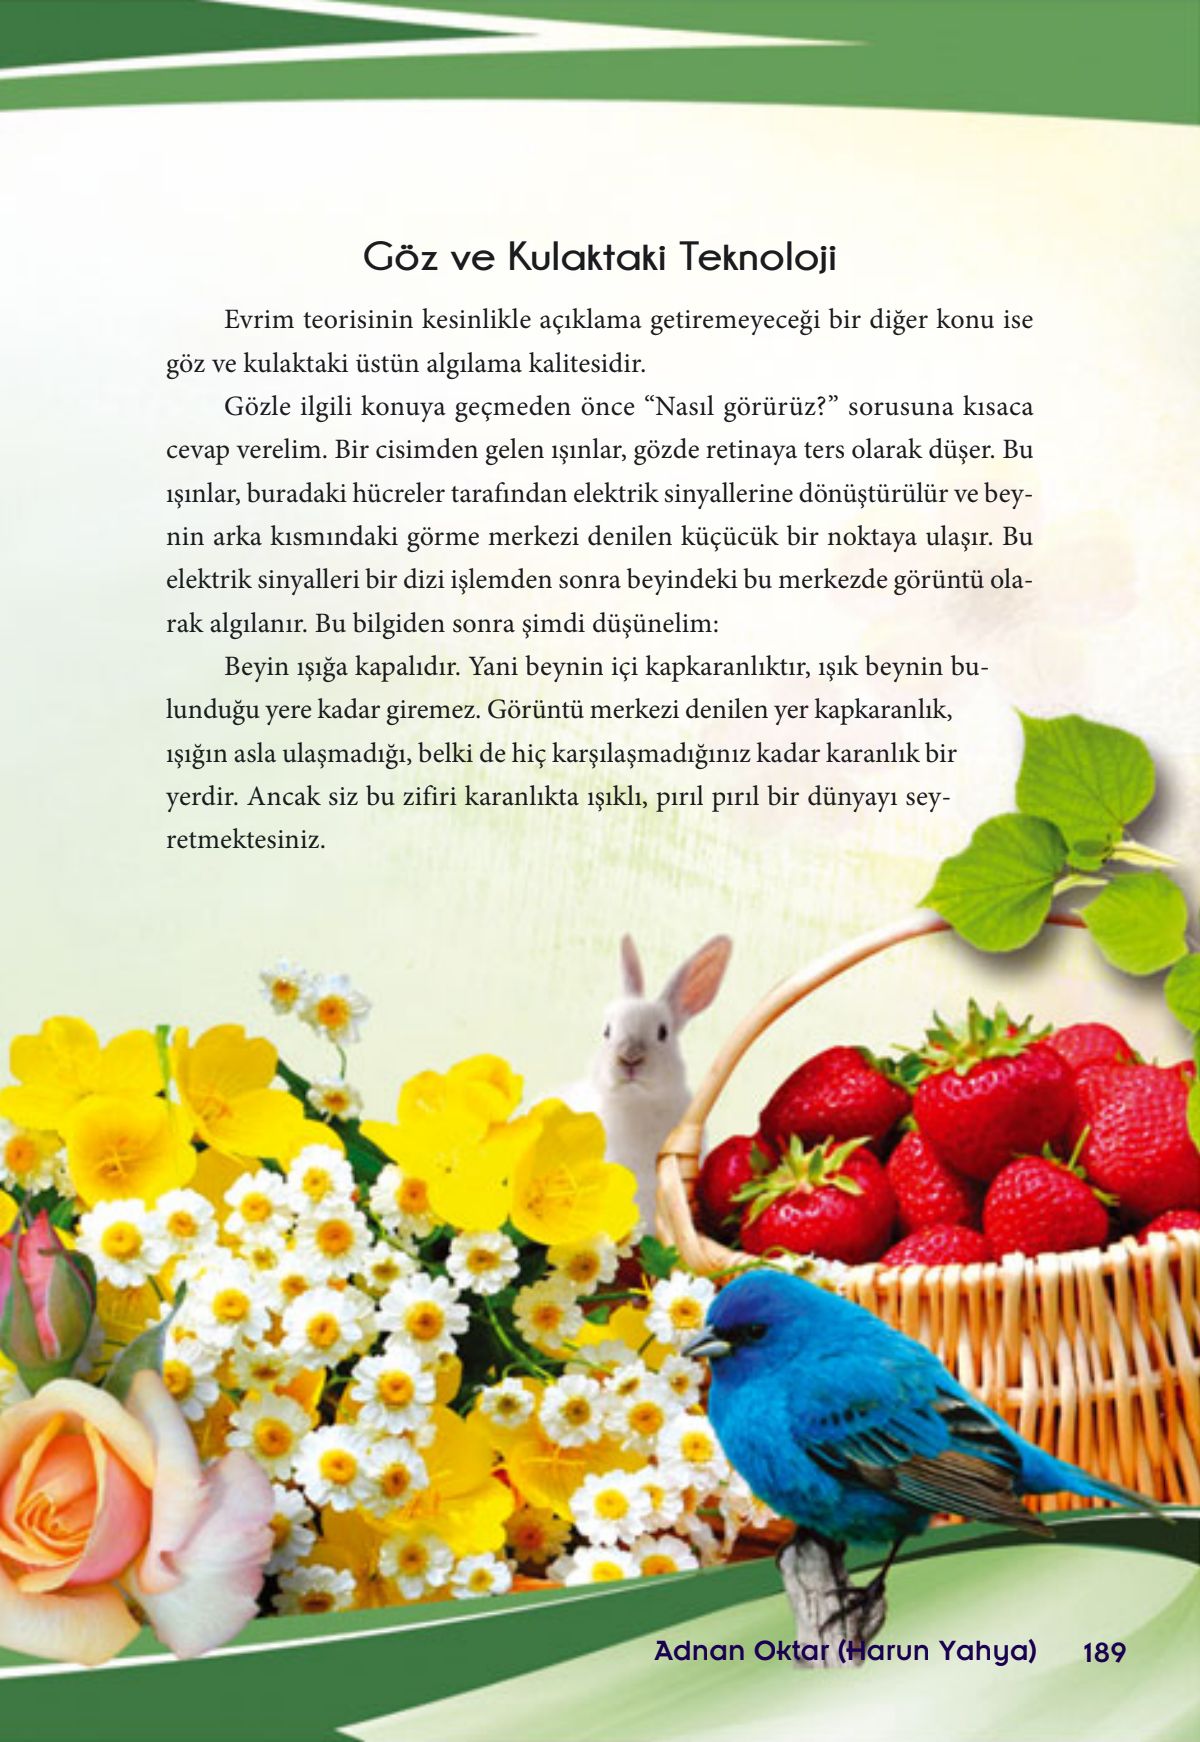 Göz ve Kulaktaki Teknoloji
Evrim teorisinin kesinlikle açıklama getiremeyeceği bir diğer konu ise
göz ve kulaktaki üstün algılama kalitesidir.
Gözle ilgili konuya geçmeden önce “Nasıl görürüz?” sorusuna kısaca
cevap verelim. Bir cisimden gelen ışınlar, gözde retinaya ters olarak düşer. Bu
ışınlar, buradaki hücreler tarafından elektrik sinyallerine dönüştürülür ve bey-
nin arka kısmındaki görme merkezi denilen küçücük bir noktaya ulaşır. Bu
elektrik sinyalleri bir dizi işlemden sonra beyindeki bu merkezde görüntü ola-
rak algılanır. Bu bilgiden sonra şimdi düşünelim:
Beyin ışığa kapalıdır. Yani beynin içi kapkaranlıktır, ışık beynin bu-
lunduğu yere kadar giremez. Görüntü merkezi denilen yer kapkaranlık,
ışığın asla ulaşmadığı, belki de hiç karşılaşmadığınız kadar karanlık bir
yerdir. Ancak siz bu zifiri karanlıkta ışıklı, pırıl pırıl bir dünyayı sey-
retmektesiniz.
Adnan Oktar (Harun Yahya) 189